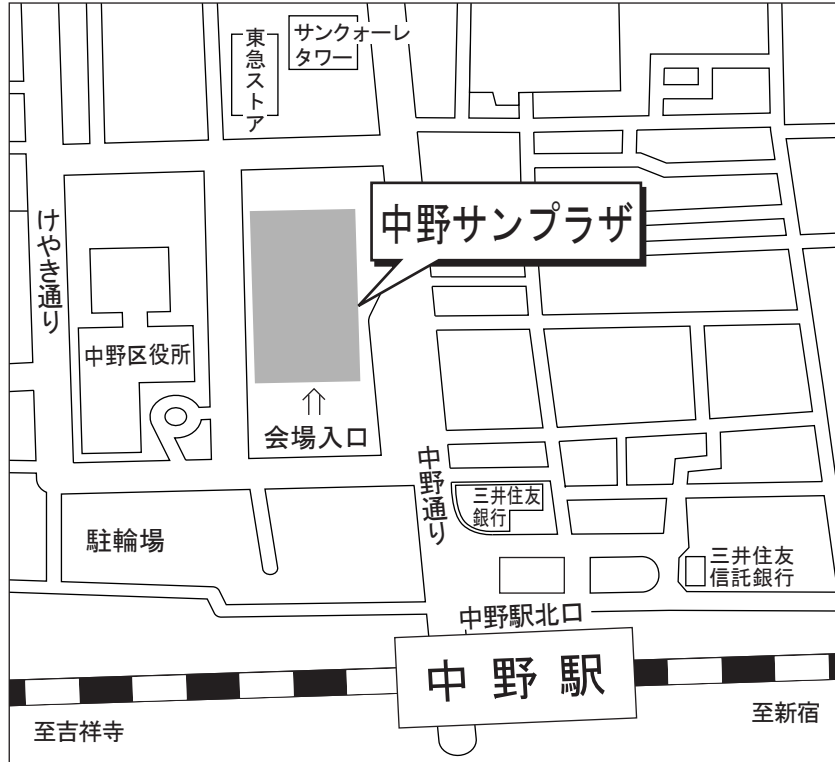 東急ストア
サンクォーレ
タワー
中野サンプラザ
けやき通り
中野区役所
会場入口
中野通り
三井住友
銀行
駐輪場
三井住友
信託銀行
中野駅北口
中野駅
至吉祥寺
至新宿